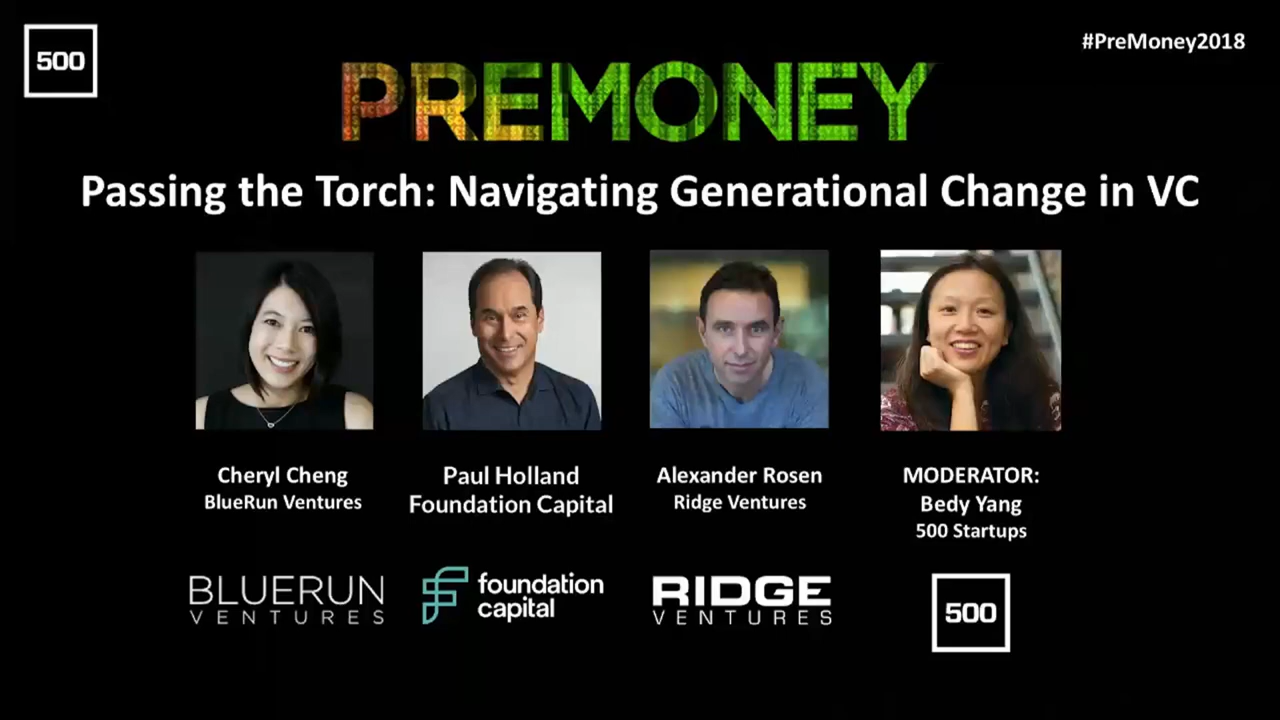 500
#PreMoney2018
PREMONEY
Passing the Torch: Navigating Generational Change in VC
Cheryl Cheng
BlueRun Ventures
Paul Holland
Foundation Capital
Alexander Rosen
Ridge Ventures
MODERATOR:
Bedy Yang
500 Startups
BLUERUN
VENTURES
foundation
capital
RIDGE
VENTURES
500